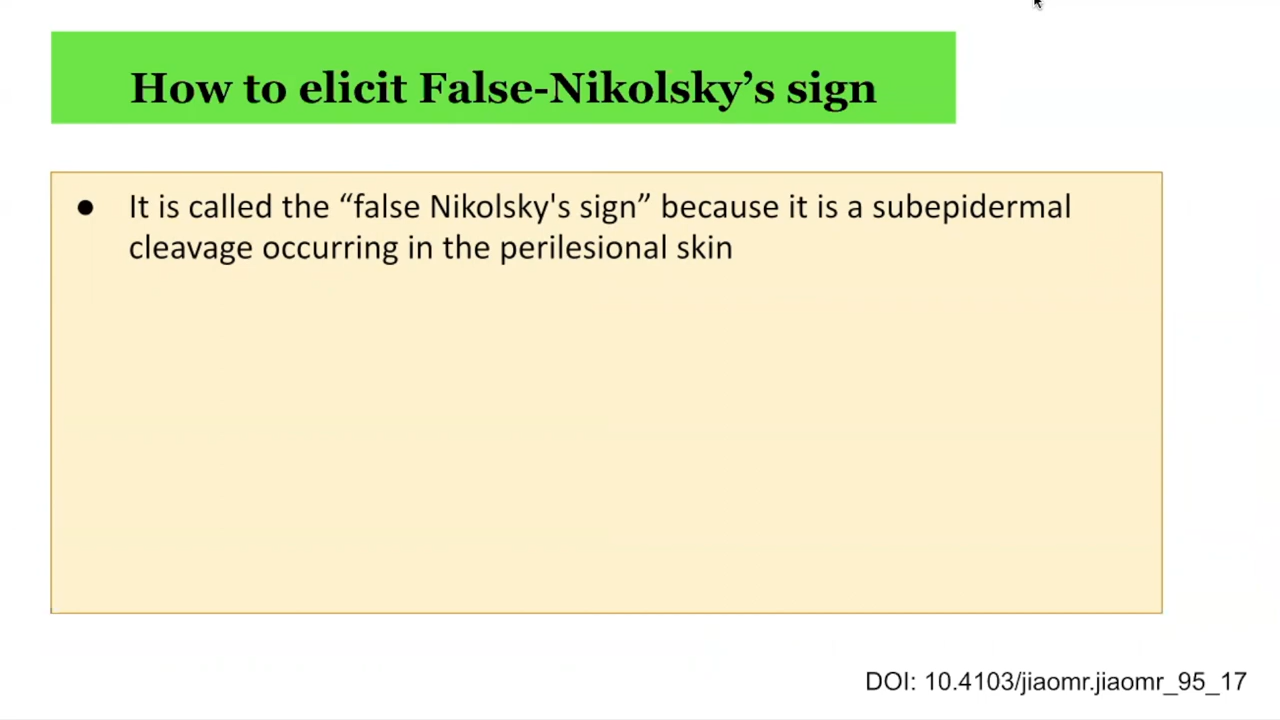 How to elicit False-Nikolsky’s sign
● It is called the “false Nikolsky's sign” because it is a subepidermal
cleavage occurring in the perilesional skin
DOI: 10.4103/jiaomr.jiaomr_95_17